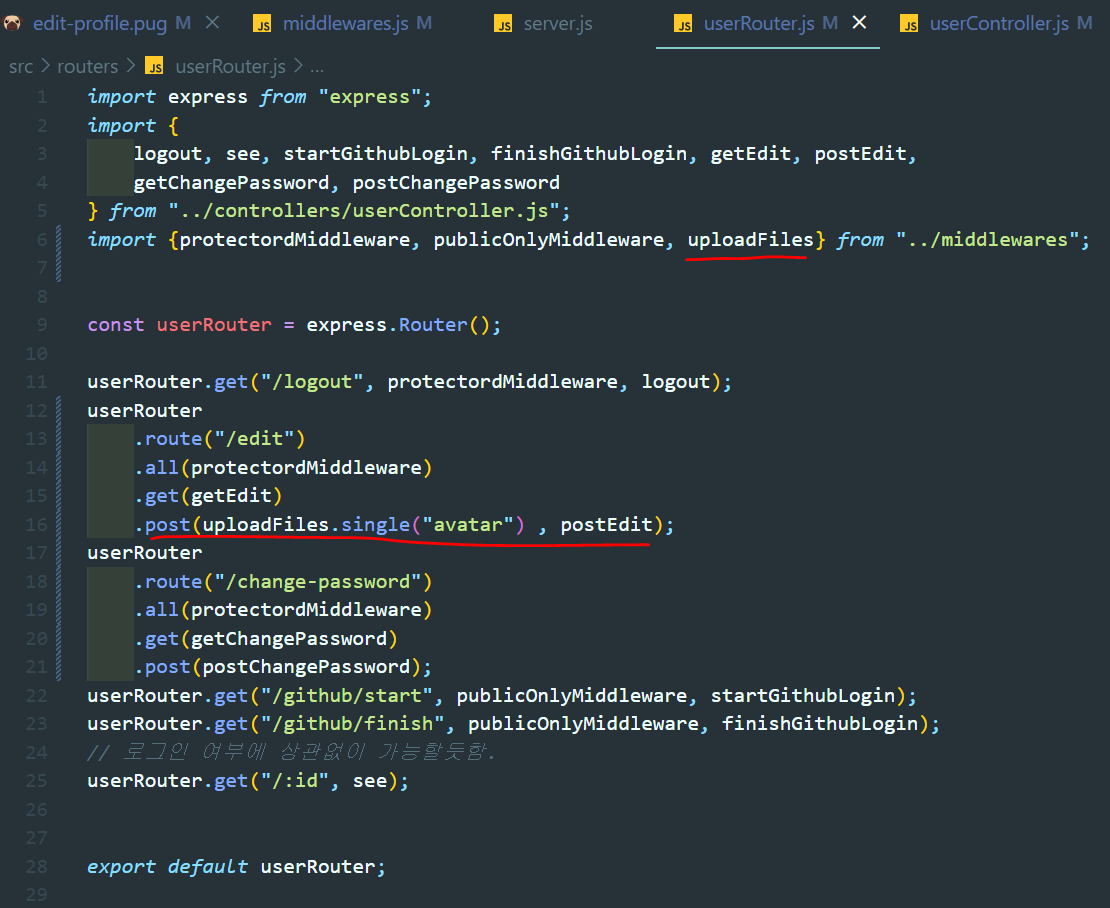 edit-profile.pug M
middlewares.js M
server.js
userRouter.js M
userController.js M
src > routers > JS userRouter.js > ...
1 import express from "express";
2 import {
3 logout, see, startGithubLogin, finishGithubLogin, getEdit, postEdit,
4 getChangePassword, postChangePassword
5 } from "../controllers/userController.js";
6 import {protectordMiddleware, publicOnlyMiddleware, uploadFiles} from "../middlewares";
7
8
9 const userRouter = express.Router();
10
11 userRouter.get("/logout", protectordMiddleware, logout);
12 userRouter
13 .route("/edit")
14 .all(protectordMiddleware)
15 .get(getEdit)
16 .post(uploadFiles.single("avatar") , postEdit);
17 userRouter
18 .route("/change-password")
19 .all(protectordMiddleware)
20 .get(getChangePassword)
21 .post(postChangePassword);
22 userRouter.get("/github/start", publicOnlyMiddleware, startGithubLogin);
23 userRouter.get("/github/finish", publicOnlyMiddleware, finishGithubLogin);
24 // 로그인 여부에 상관없이 가능할듯함.
25 userRouter.get("/:id", see);
26
27
28 export default userRouter;
29